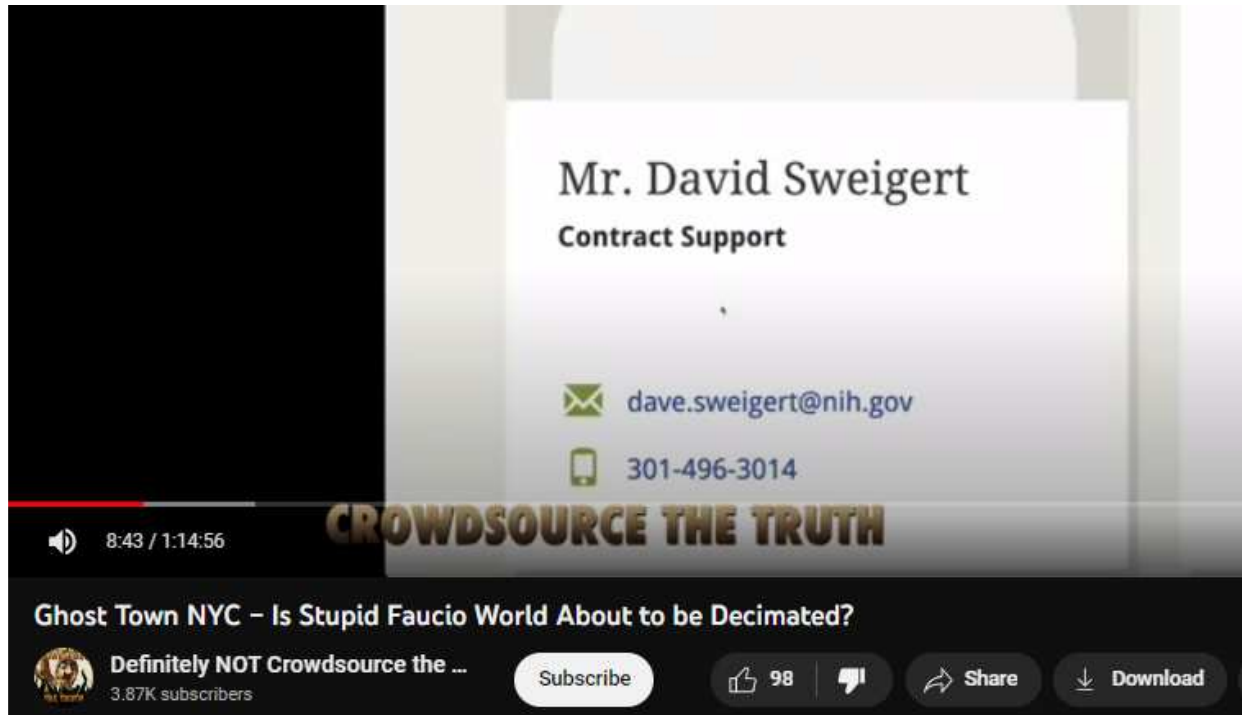 Mr. David Sweigert
Contract Support
dave.sweigert@nih.gov
301-496-3014
CROWDSOURCE THE TRUTH
8:43 / 1:14:56
Ghost Town NYC – Is Stupid Faucio World About to be Decimated?
Definitely NOT Crowdsource the ...
3.87K subscribers
Subscribe
98
Share
Download